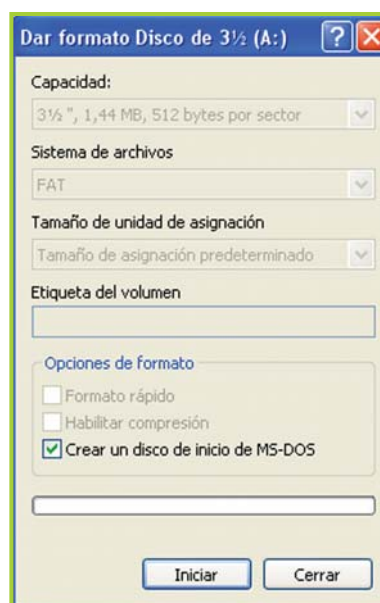 Dar formato Disco de 3½ (A:)
Capacidad:
3½ ", 1,44 MB, 512 bytes por sector
Sistema de archivos
FAT
Tamaño de unidad de asignación
Tamaño de asignación predeterminado
Etiqueta del volumen
Opciones de formato
Formato rápido
Habilitar compresión
Crear un disco de inicio de MS-DOS
Iniciar Cerrar